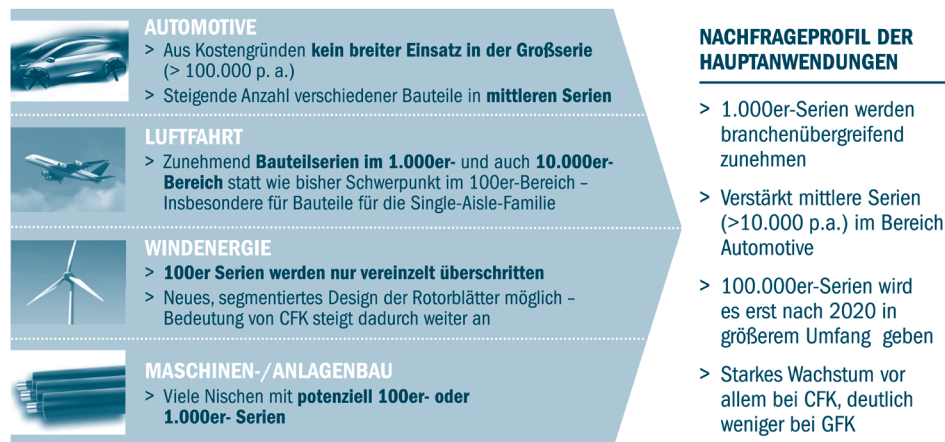 AUTOMOTIVE
> Aus Kostengründen kein breiter Einsatz in der Großserie
(> 100.000 p. a.)
> Steigende Anzahl verschiedener Bauteile in mittleren Serien
LUFTFAHRT
> Zunehmend Bauteilserien im 1.000er- und auch 10.000er-
Bereich statt wie bisher Schwerpunkt im 100er-Bereich –
Insbesondere für Bauteile für die Single-Aisle-Familie
WINDENERGIE
> 100er Serien werden nur vereinzelt überschritten
> Neues, segmentiertes Design der Rotorblätter möglich –
Bedeutung von CFK steigt dadurch weiter an
MASCHINEN-/ANLAGENBAU
> Viele Nischen mit potenziell 100er- oder
1.000er- Serien
NACHFRAGEPROFIL DER
HAUPTANWENDUNGEN
> 1.000er-Serien werden
branchenübergreifend
zunehmen
> Verstärkt mittlere Serien
(>10.000 p.a.) im Bereich
Automotive
> 100.000er-Serien wird
es erst nach 2020 in
größerem Umfang geben
> Starkes Wachstum vor
allem bei CFK, deutlich
weniger bei GFK